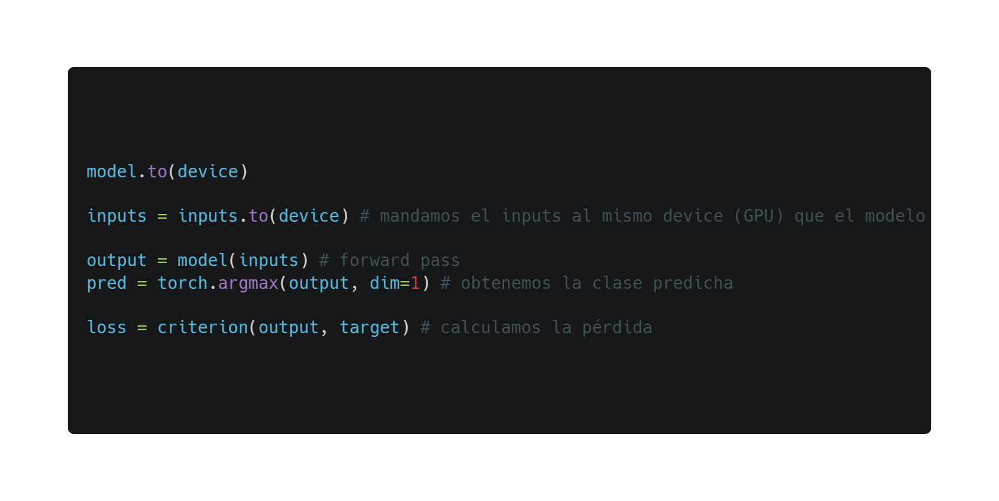 model.to(device)
inputs = inputs.to(device) # mandamos el inputs al mismo device (GPU) que el modelo
output = model(inputs) # forward pass
pred = torch.argmax(output, dim=1) # obtenemos la clase predicha
loss = criterion(output, target) # calculamos la pérdida